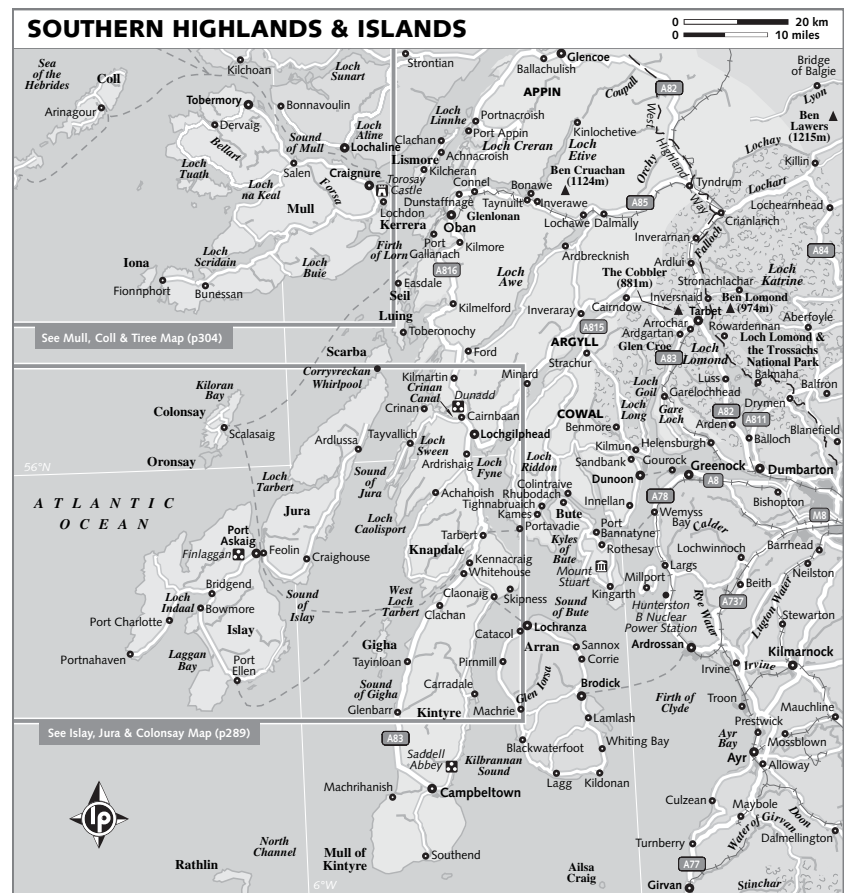 SOUTHERN HIGHLANDS & ISLANDS
0 20 km
0 10 miles
Sea
of the
Hebrides
Coll
Arinagour
Kilchoan
Loch
Sunart
Strontian
Glencoe
Ballachulish
APPIN
Coupall
A82
Bridge
of Balgie
Lyon
Ben
Lawers
(1215m)
Tobermory
Bonnavoulin
Dervaig
Bellart
Sound
of Mull
Loch
Aline
Lochaline
Loch
Linnhe
Portnacroish
Port Appin
Clachan
Loch Creran
Lismore
Achnacroish
Kinlochetive
Loch
Etive
West
Highland
Way
Orchy
Lochay
Killin
Loch
Tuath
Salen
Forsa
Craignure
Torosay
Castle
Kilcheran
Connel
Ben Cruachan
(1124m)
Bonawe
Tyndrum
Lochart
Loch
na Keal
Mull
Lochdon
Dunstaffnage
Taynuilt
Inverawe
A85
Lochearnhead
Kerrera
Oban
Glenlonan
Lochawe
Dalmally
Crianlarich
Firth
of Lorn
Port
Gallanach
Kilmore
Inverarnan
Falloch
A84
Iona
Fionnphort
Loch
Scridain
Bunessan
Loch
Buie
A816
Ardbrecknish
Ardlui
Loch
Katrine
Loch
Awe
The Cobbler
(881m)
Stronachlachar
Easdale
Seil
Luing
Kilmelford
Cairndow
Inversnaid
Ben Lomond
(974m)
Inveraray
Tarbet
Arrochar
Rowardennan
Aberfoyle
See Mull, Coll & Tiree Map (p304)
Toberonochy
A815
Ardgartan
Glen Croe
Loch Lomond &
the Trossachs
National Park
Scarba
Ford
ARGYLL
Strachur
A83
Loch
Lomond
Balmaha
Corryvreckan
Whirlpool
Kilmartin
Crinan
Canal
Dunadd
Minard
Loch
Goil
Luss
Garelochhead
Balfron
Kiloran
Bay
Colonsay
Crinan
Cairnbaan
COWAL
Loch
Long
Gare
Loch
Drymen
A82
A811
Arden
Scalasaig
Ardlussa
Tayvallich
Loch
Sween
Lochgilphead
Benmore
Balloch
Blanefield
Oronsay
Ardrishaig
Loch
Fyne
Loch
Riddon
Kilmun
Helensburgh
Sandbank
Gourock
Greenock
Dumbarton
56°N
Loch
Tarbert
Sound
of
Jura
Achahoish
Colintraive
Dunoon
A8
ATLANTIC
OCEAN
Jura
Rhubodach
Tighnabruaich
Innellan
A78
Bishopton
Loch
Caolisport
Kames
Bute
Wemyss
Bay
M8
Port
Askaig
Portavadie
Port
Bannatyne
Calder
Finlaggan
Feolin
Craighouse
Tarbert
Kyles
of
Bute
Rothesay
Lochwinnoch
Barrhead
Knapdale
Kennacraig
Whitehouse
Mount
Stuart
Largs
Neilston
Bridgend
Millport
Beith
Loch
Indaal
Bowmore
Sound
of
Islay
West
Loch
Tarbert
Claonaig
Skipness
Kingarth
A737
Rye Water
Lugton Water
Port Charlotte
Clachan
Sound
of Bute
Hunterston
B Nuclear
Power Station
Stewarton
Islay
Lochranza
Catacol
Portnahaven
Laggan
Bay
Gigha
Arran
Sannox
Ardrossan
Kilmarnock
Port
Ellen
Tayinloan
Pirnmill
Corrie
Irvine
Irvine
Sound
of Gigha
Carradale
Glen Iorsa
Brodick
Firth of
Clyde
Troon
Mauchline
Glenbarr
Kintyre
Machrie
Lamlash
Prestwick
See Islay, Jura & Colonsay Map (p289)
A83
Blackwaterfoot
Whiting Bay
Ayr
Bay
Mossblown
Saddell
Abbey
Kilbrannan
Sound
Ayr
Alloway
Machrihanish
Lagg
Kildonan
Campbeltown
Culzean
lp
Maybole
Doon
Water of Girvan
North
Channel
Mull of
Kintyre
Turnberry
Dalmellington
Rathlin
Southend
Ailsa
Craig
A77
6°W
Girvan
Stinchar